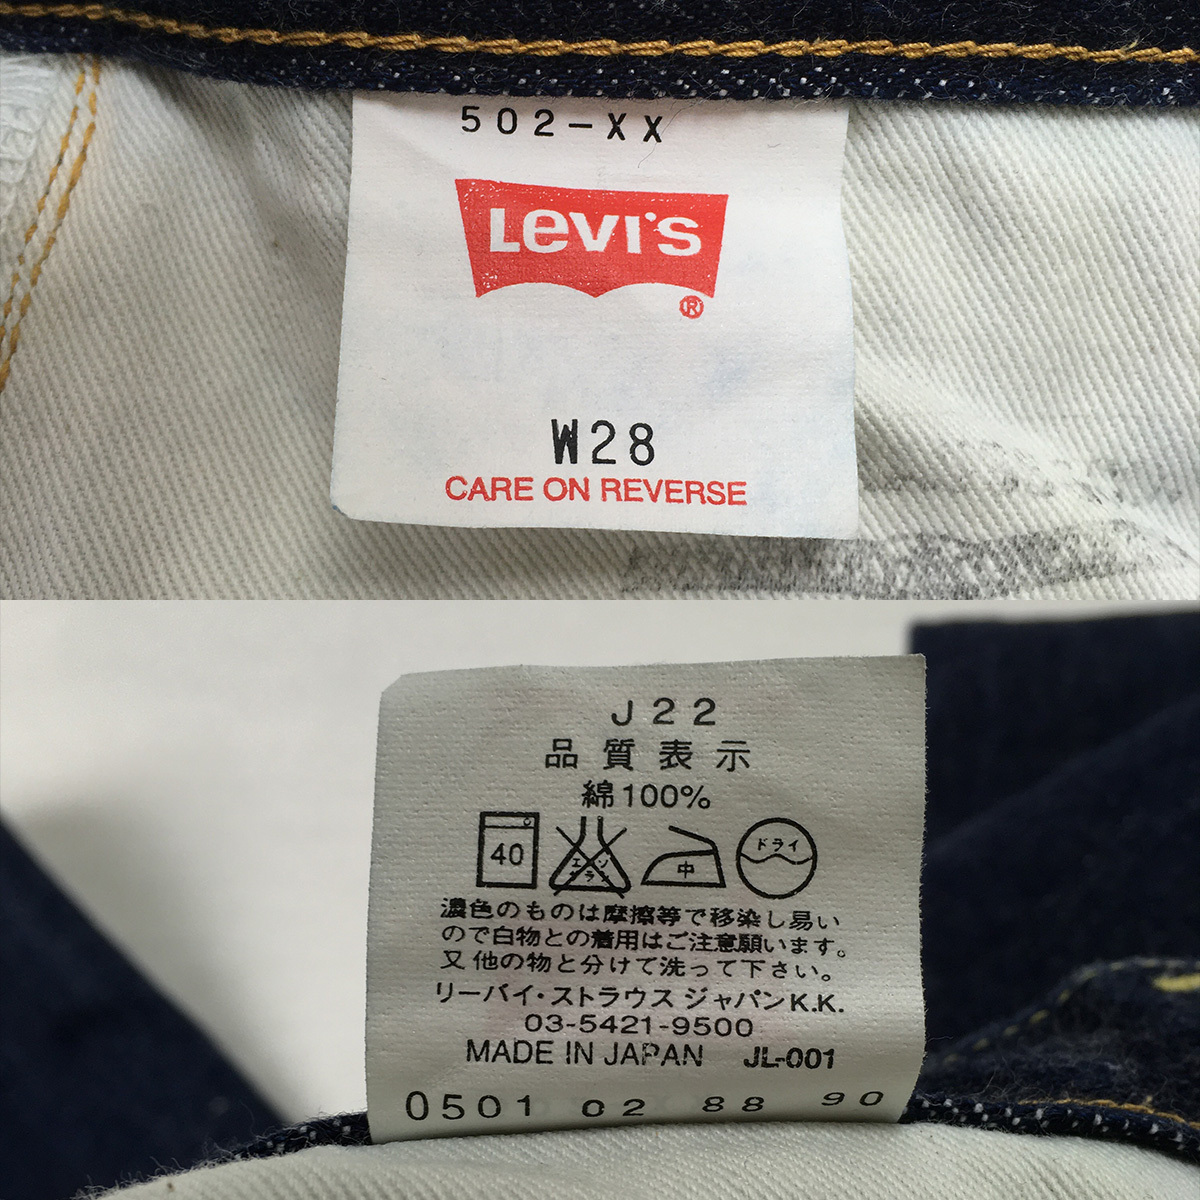 502-XX
Levi's
®
W28
CARE ON REVERSE
J22
品質表示
綿100%
40
エンソ
ラ
中
ドライ
濃色のものは摩擦等で移染し易い
ので白物との着用はご注意願います。
又他の物と分けて洗って下さい。
リーバイ・ストラウス ジャパンK.K.
03-5421-9500
MADE IN JAPAN JL-001
0501 02 88 90